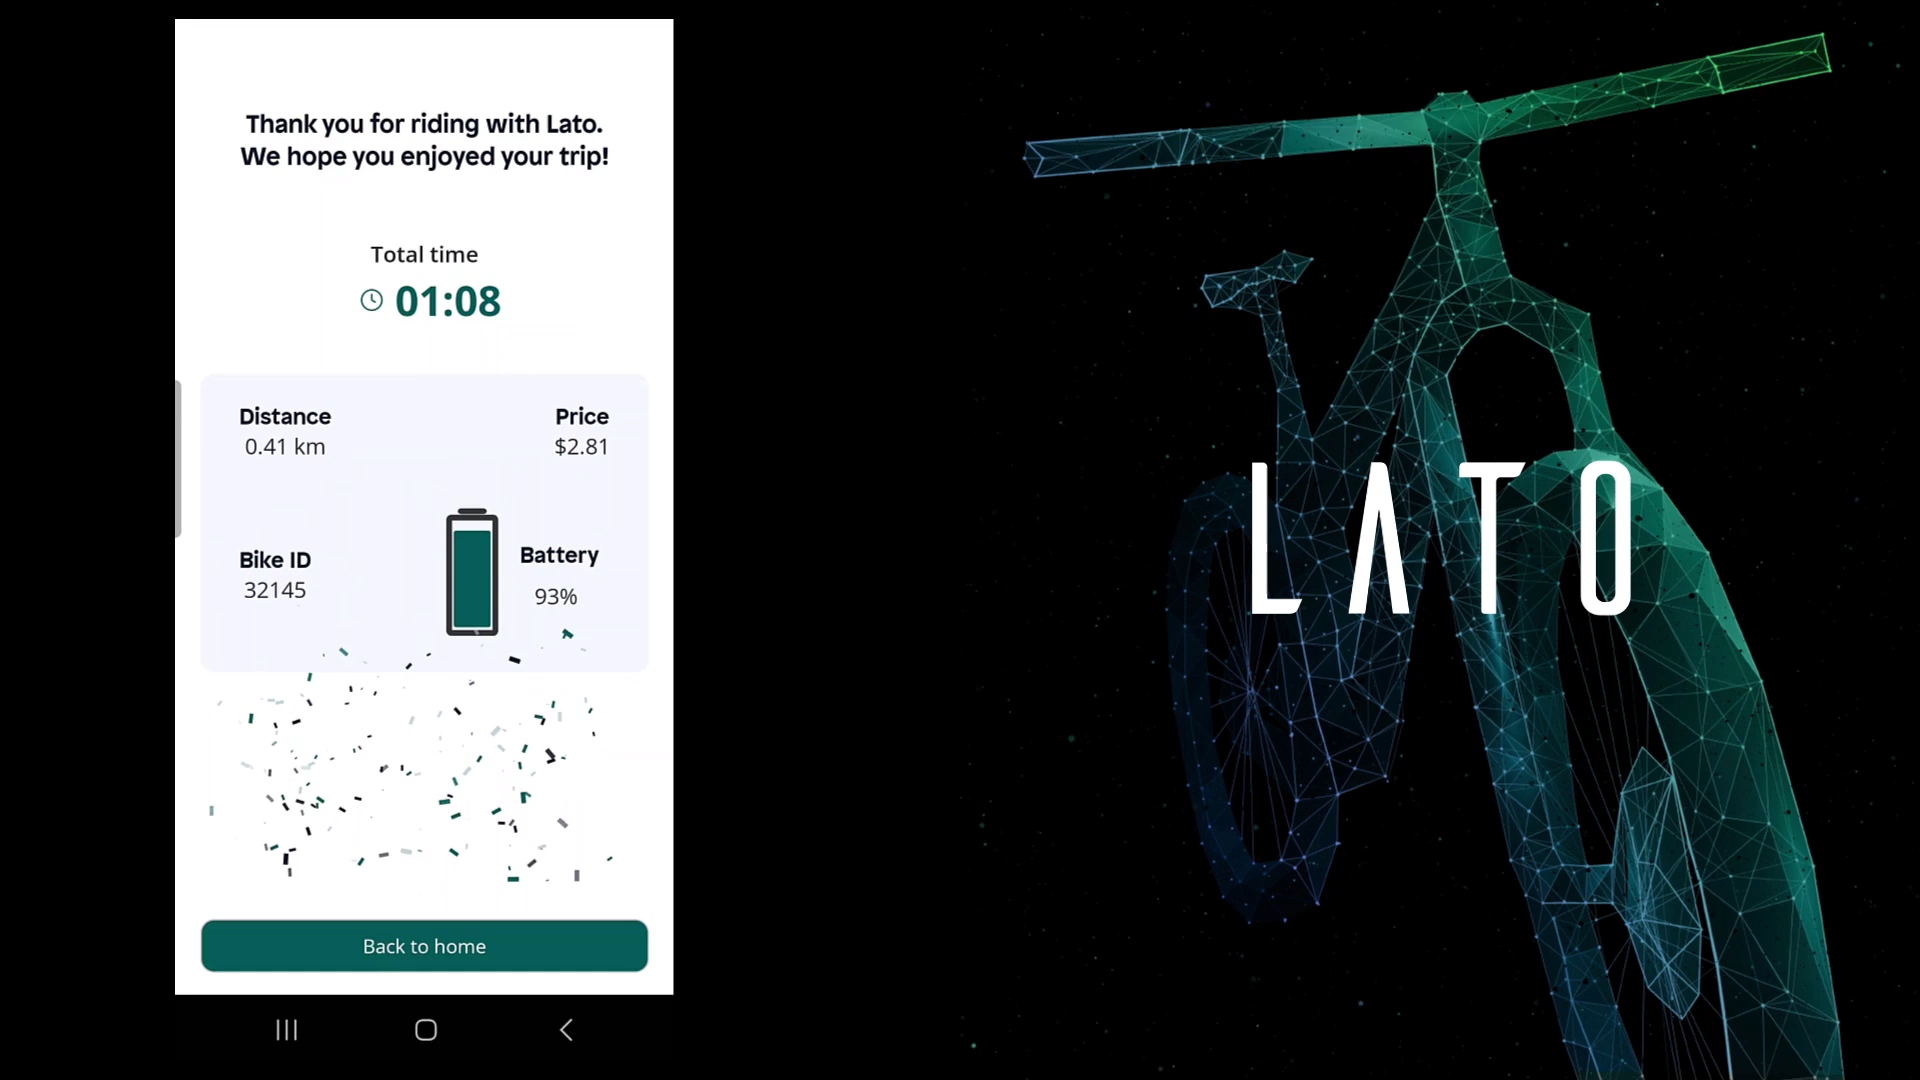 Thank you for riding with Lato.
We hope you enjoyed your trip!
Total time
01:08
Distance
0.41 km
Price
$2.81
Bike ID
32145
Battery
93%
Back to home
LATO